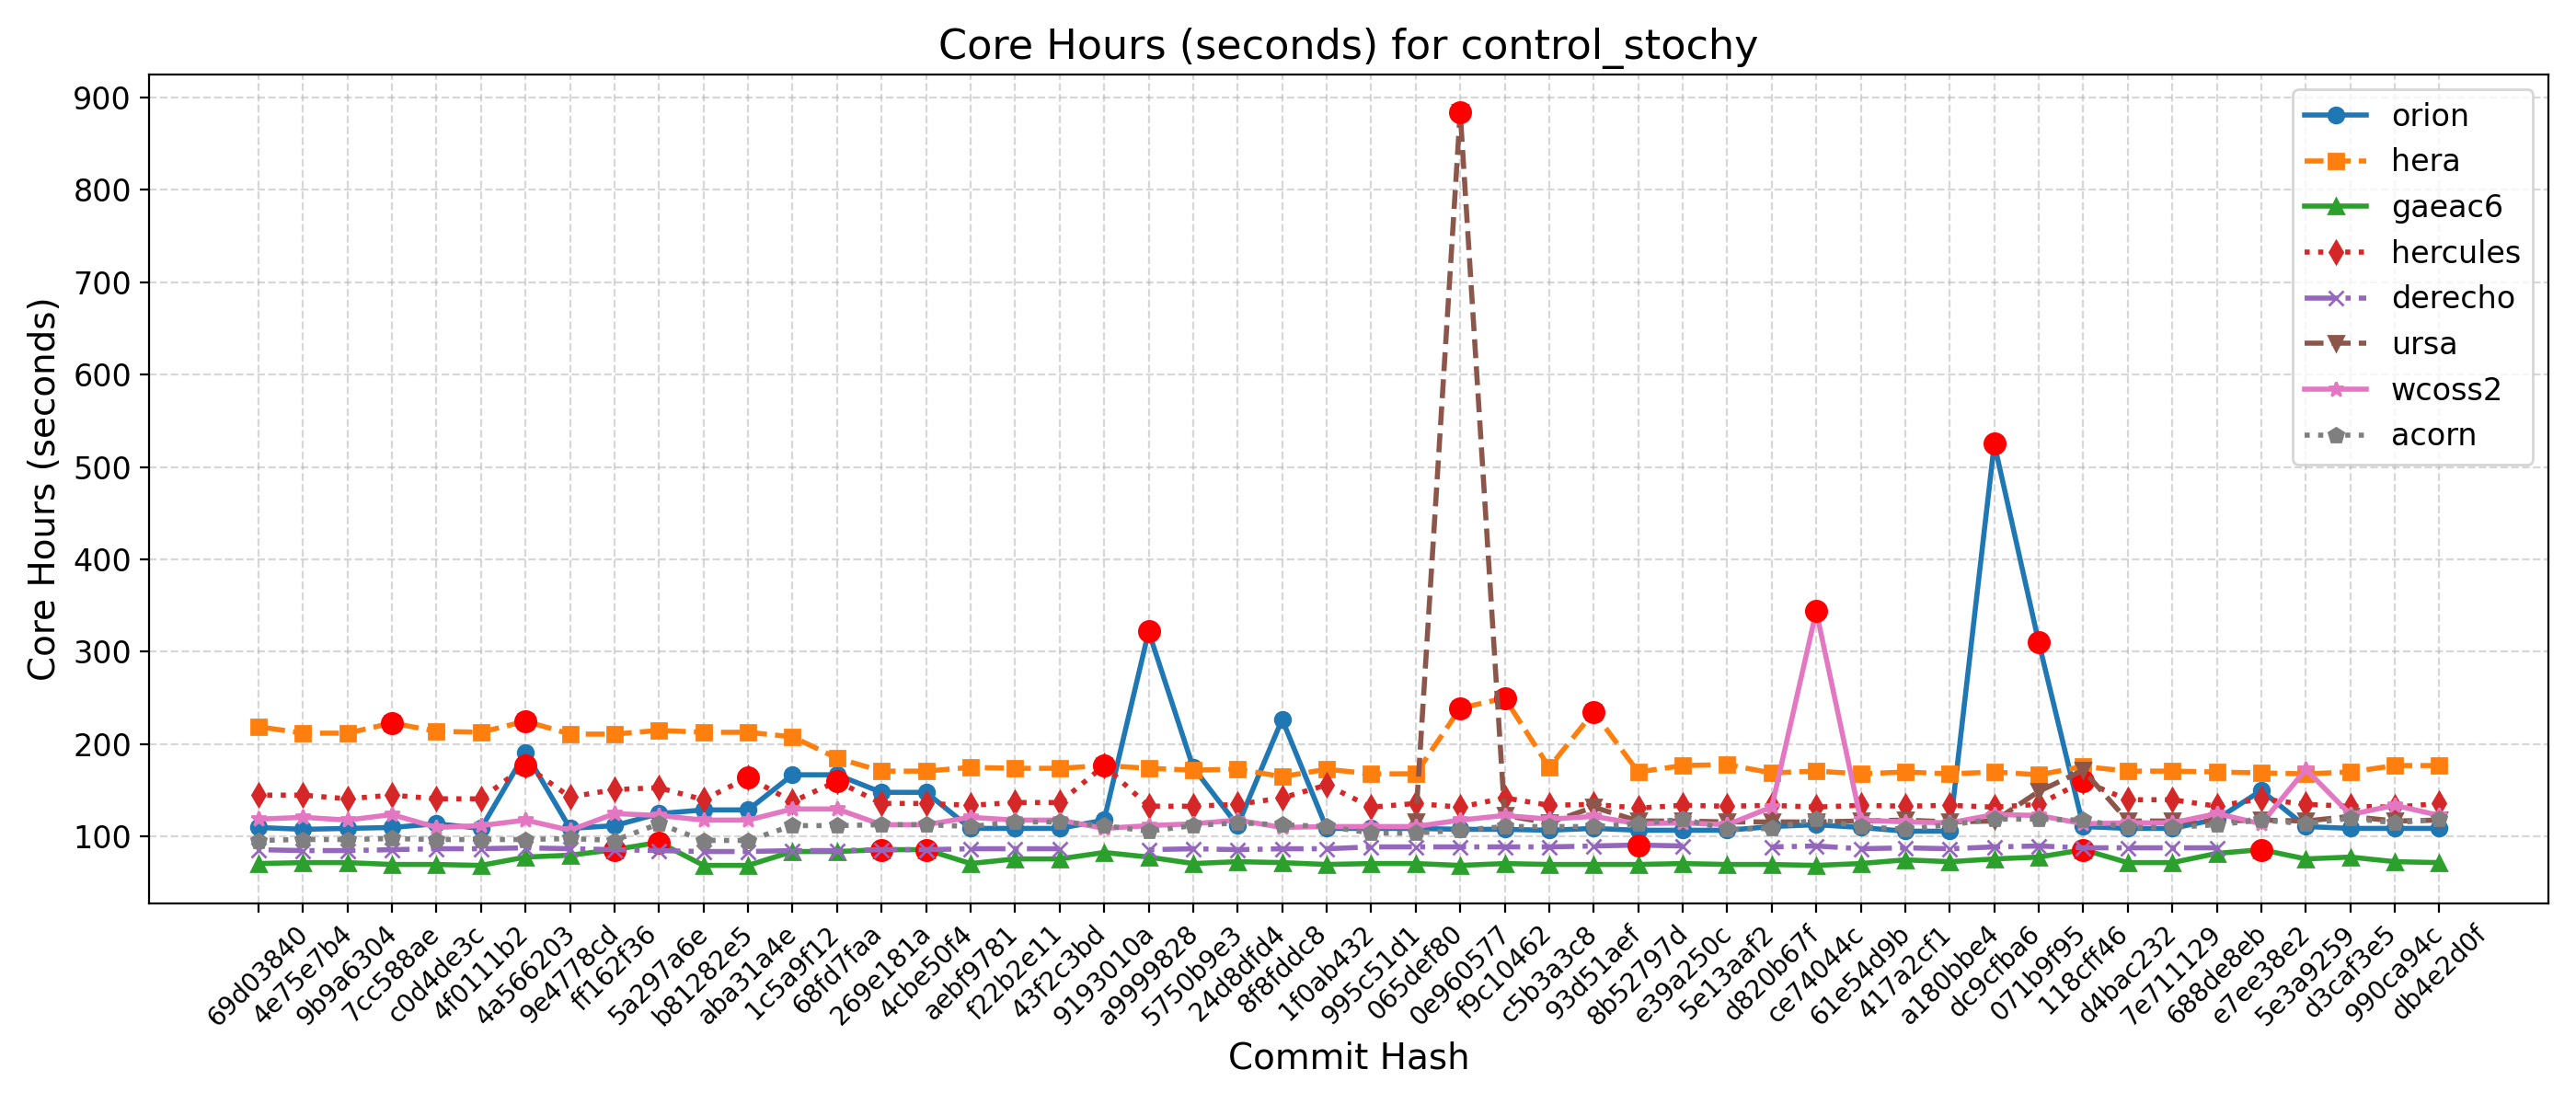 Core Hours (seconds) for control_stochy
Core Hours (seconds)
900
800
700
600
500
400
300
200
100
orion
hera
gaeac6
hercules
derecho
ursa
wcoss2
acorn
69d03840
4e75e7b4
9b9a6304
7cc588ae
c0d4de3c
4f0111b2
4a566203
9e4778cd
ff162f36
5a297a6e
b81282e5
aba31a4e
1c5a9f12
68fd7faa
269e181a
4cbe50f4
aebf9781
f22b2e11
43f2c3bd
9193010a
a9999828
5750b9e3
24d8dfd4
8f8fddc8
1f0ab432
995c51d1
065def80
0e960577
f9c10462
c5b3a3c8
93d51aef
8b52797d
e39a250c
5e13aaf2
d820b67f
ce74044c
61e54d9b
417a2cf1
a180bbe4
dc9cfba6
071b9f95
118cff46
d4bac232
7e711129
688de8eb
e7ee38e2
5e3a9259
d3caf3e5
990ca94c
db4e2d0f
Commit Hash